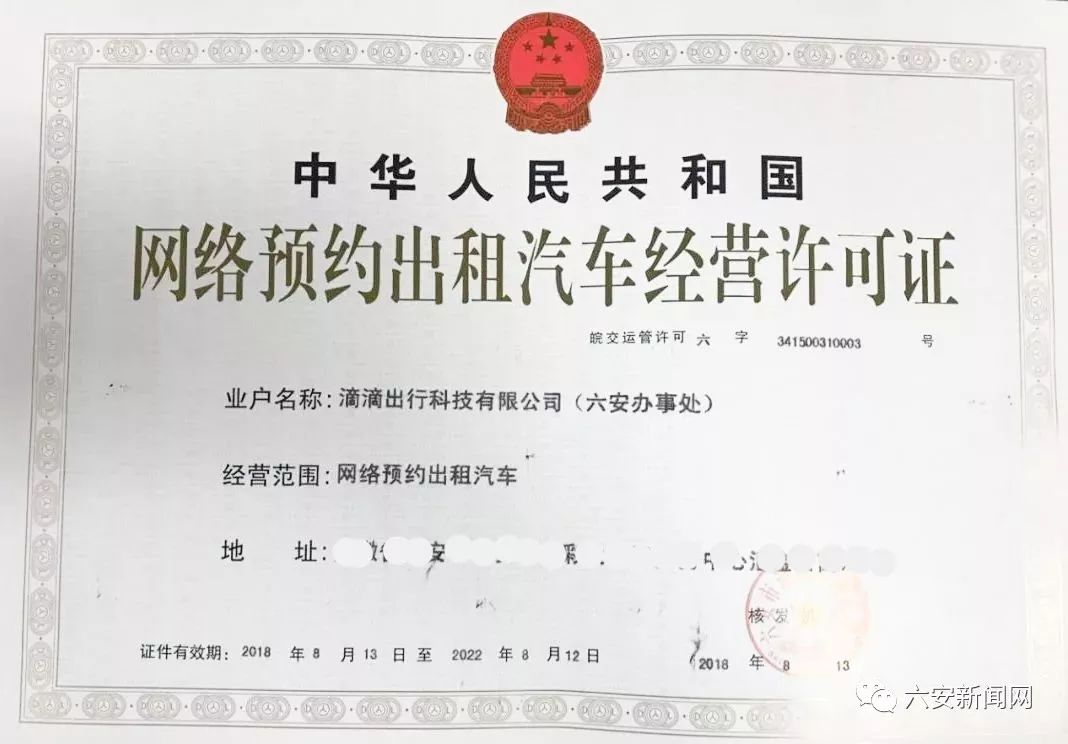 中华人民共和国
网络预约出租汽车经营许可证
皖交运管许可 六 字 341500310003 号
业户名称: 滴滴出行科技有限公司（六安办事处）
经营范围: 网络预约出租汽车
地 址:
核发
证件有效期: 2018 年 8 月 13 日 至 2022 年 8 月 12 日
2018 年 8 13
六安新闻网